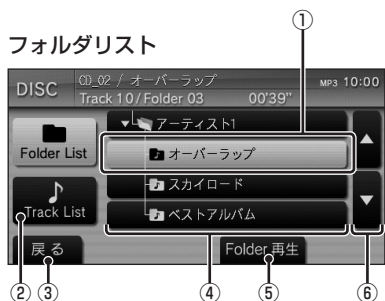 ①
フォルダリスト
DISC
CD_02 / オーバーラップ
MP3 10:00
Track 10/Folder 03 00'39"
アーティスト1
Folder List
オーバーラップ
スカイロード
Track List
ベストアルバム
戻る
Folder 再生
② ③ ④ ⑤ ⑥